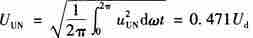 U_UN = √(1/2π ∫₀^2π u²_UN dωt) = 0.471U_d